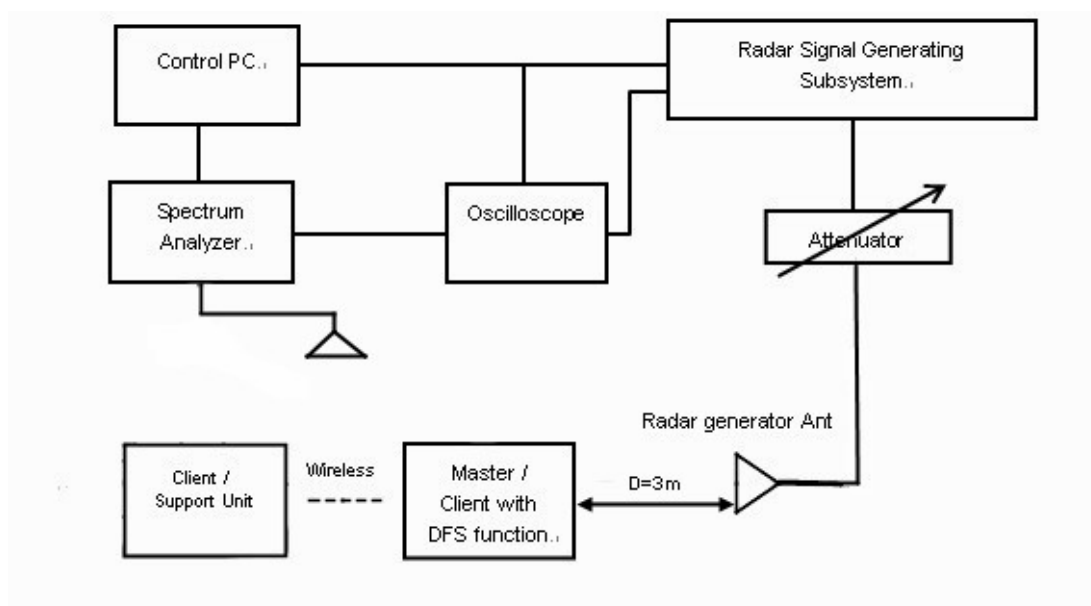 Control PC.
Radar Signal Generating
Subsystem.
Spectrum
Analyzer.
Oscilloscope
Attenuator
Radar generator Ant
Client /
Support Unit
Wireless
Master /
Client with
DFS function.
D=3m